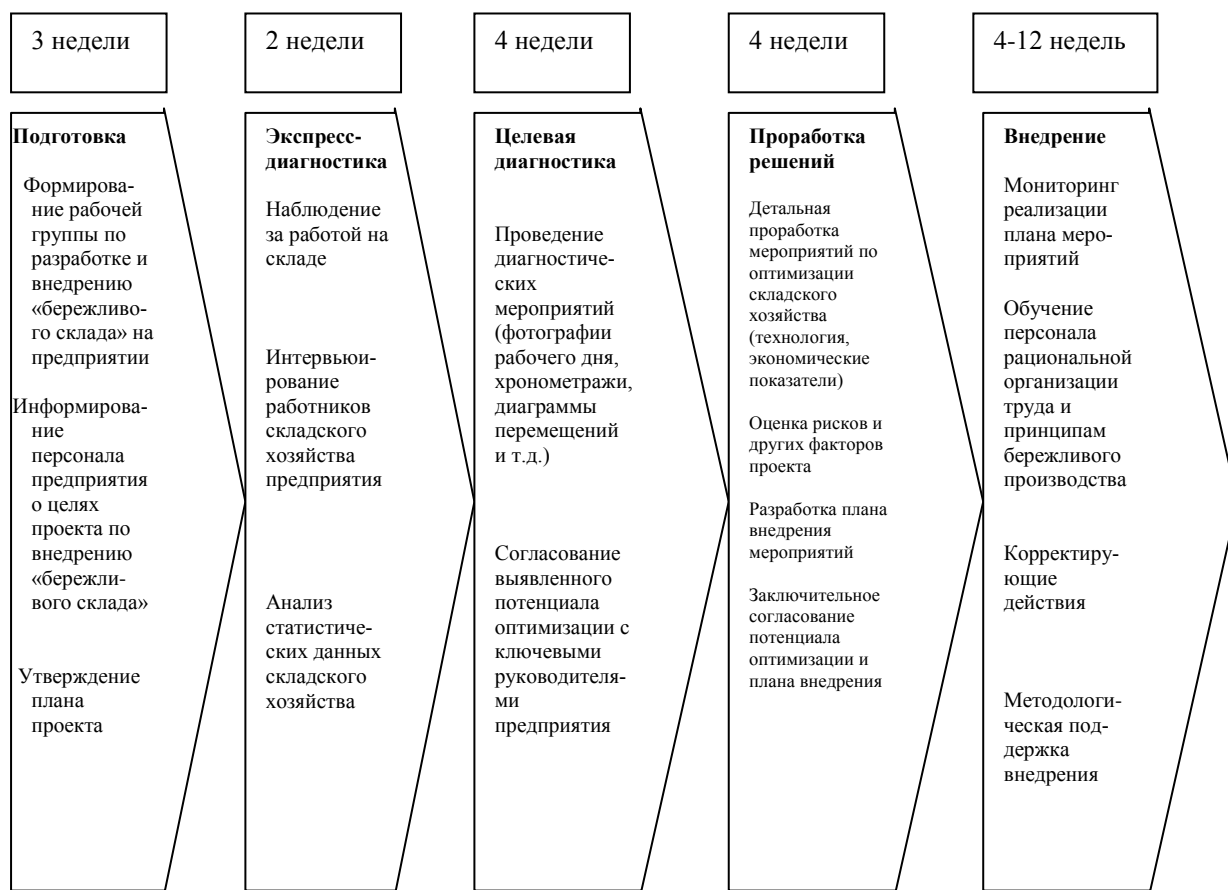 3 недели
2 недели
4 недели
4 недели
4-12 недель
Подготовка
Формирова-
ние рабочей
группы по
разработке и
внедрению
«бережливо-
го склада» на
предприятии
Информирова-
ние
персонала
предприятия
о целях
проекта по
внедрению
«бережли-
вого склада»
Утверждение
плана
проекта
Экспресс-
диагностика
Наблюдение
за работой на
складе
Интервьюи-
рование
работников
складского
хозяйства
предприятия
Анализ
статистиче-
ских данных
складского
хозяйства
Целевая
диагностика
Проведение
диагностиче-
ских
мероприятий
(фотографии
рабочего дня,
хронометражи,
диаграммы
перемещений
и т.д.)
Согласование
выявленного
потенциала
оптимизации с
ключевыми
руководителя-
ми
предприятия
Проработка
решений
Детальная
проработка
мероприятий по
оптимизации
складского
хозяйства
(технология,
экономические
показатели)
Оценка рисков и
других факторов
проекта
Разработка плана
внедрения
мероприятий
Заключительное
согласование
потенциала
оптимизации и
плана внедрения
Внедрение
Мониторинг
реализации
плана меро-
приятий
Обучение
персонала
рациональной
организации
труда и
принципам
бережливого
производства
Корректиру-
ющие
действия
Методологи-
ческая под-
держка
внедрения